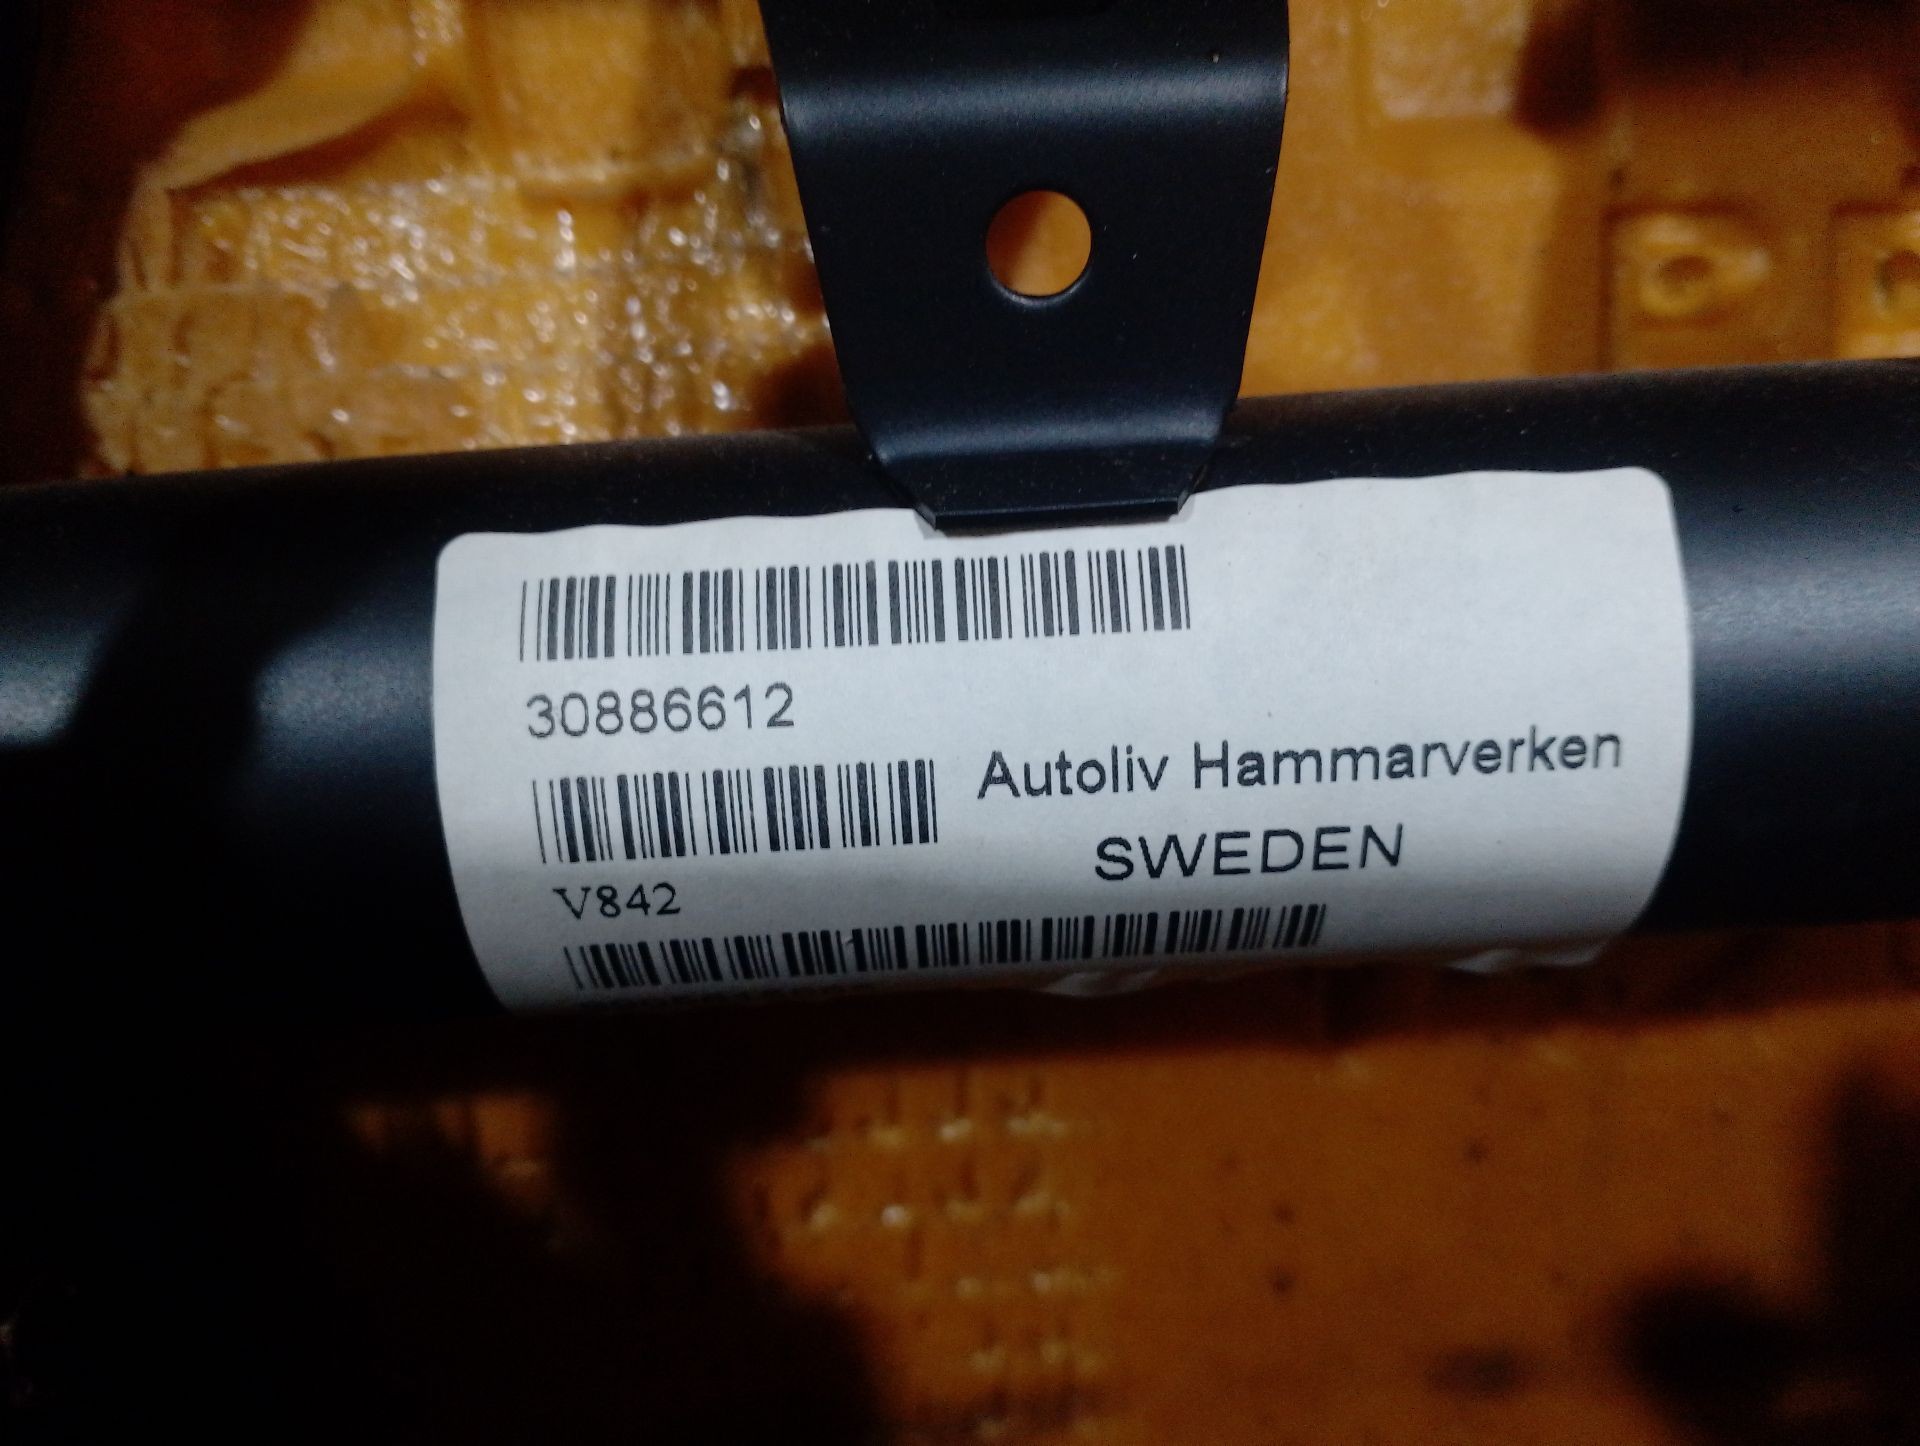 30886612
Autoliv Hammarverken
SWEDEN
V842